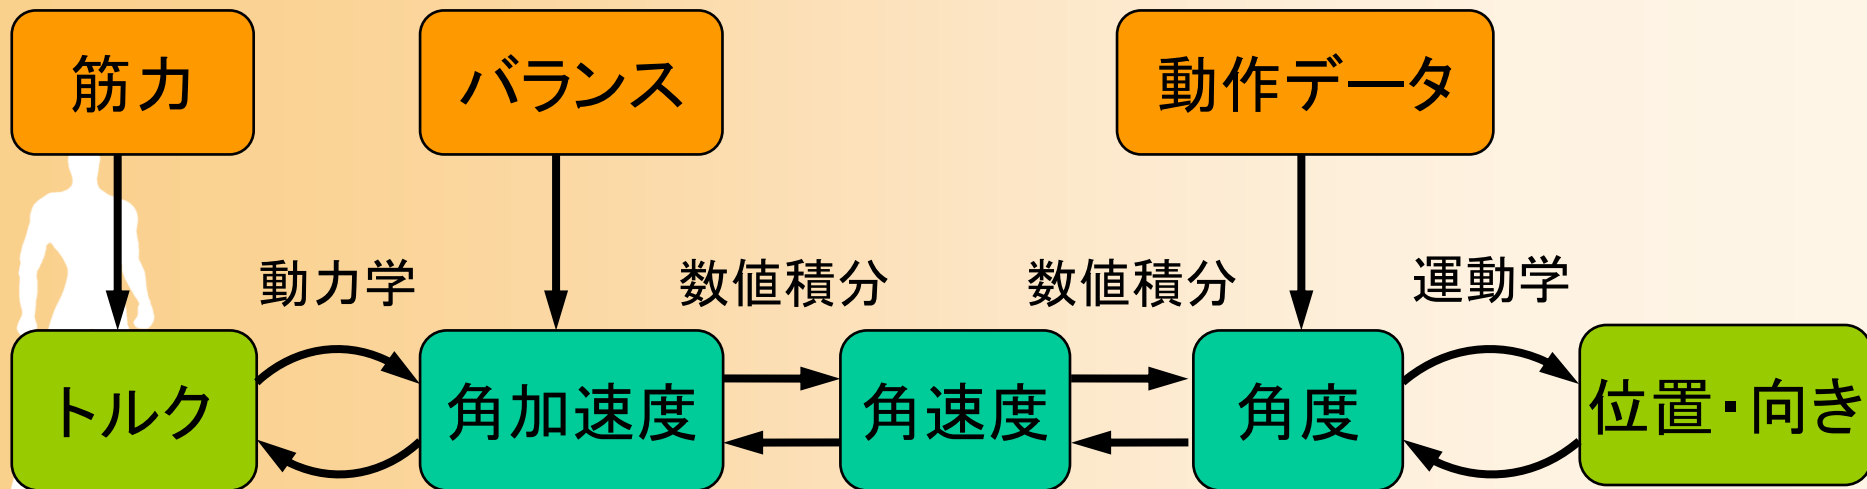 筋力
バランス
動作データ
動力学
数値積分
数値積分
運動学
トルク
角加速度
角速度
角度
位置・向き